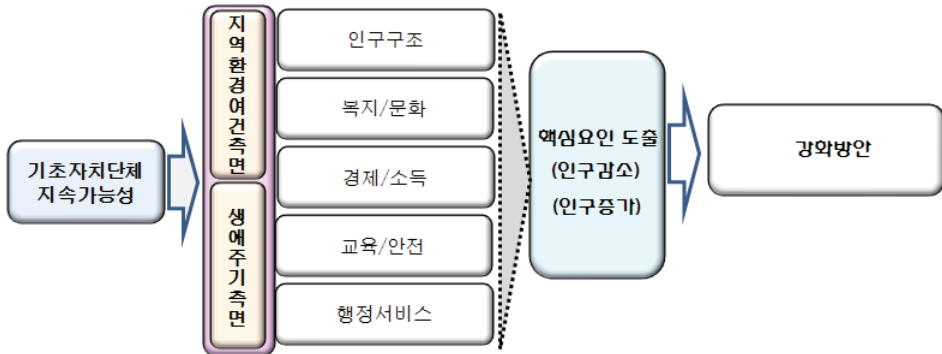 기초자치단체
지속가능성
지역환경여건측면
생애주기측면
인구구조
복지/문화
경제/소득
교육/안전
행정서비스
핵심요인 도출
(인구감소)
(인구증가)
강화방안